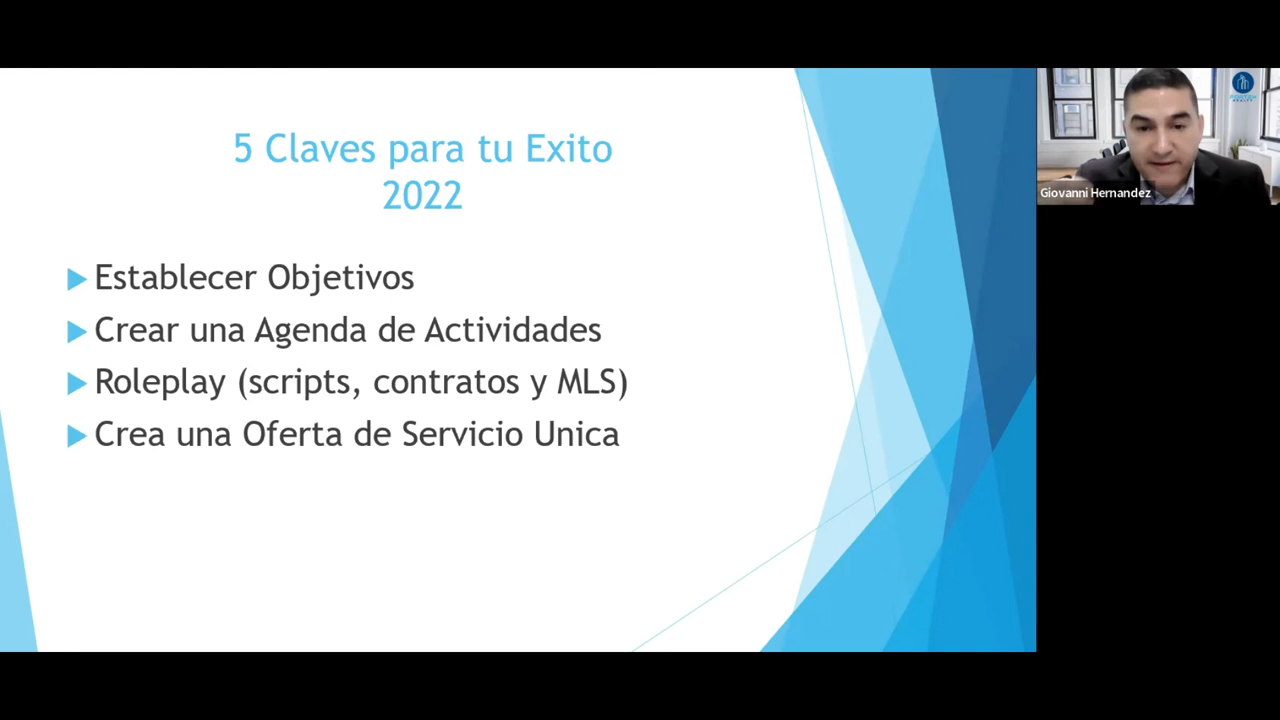 5 Claves para tu Exito
2022
Establecer Objetivos
Crear una Agenda de Actividades
Roleplay (scripts, contratos y MLS)
Crea una Oferta de Servicio Unica
Giovanni Hernandez
REALTY